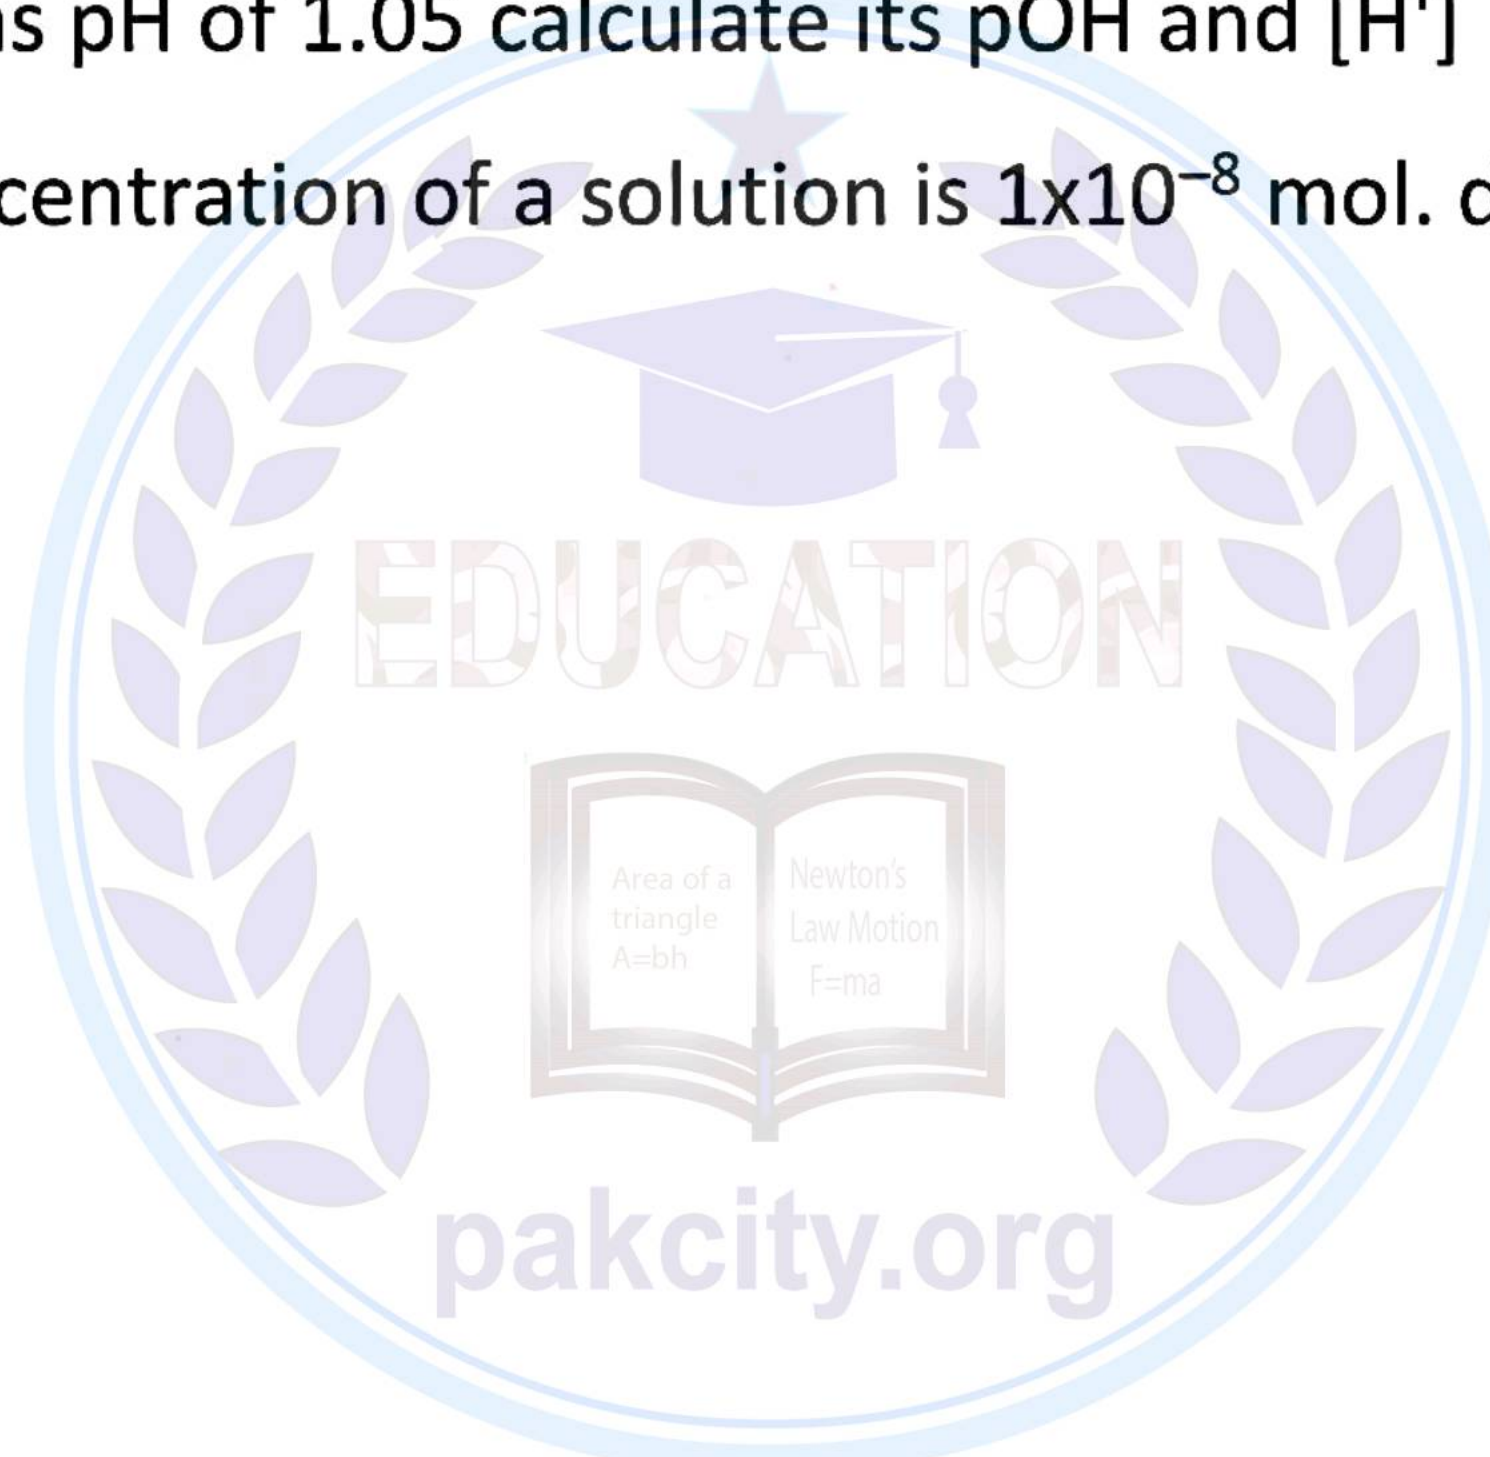 as pH of 1.05 calculate its pOH and [H⁺]
centration of a solution is 1x10⁻⁸ mol. d
EDUCATION
Area of a
triangle
A=bh
Newton's
Law Motion
F=ma
pakcity.org